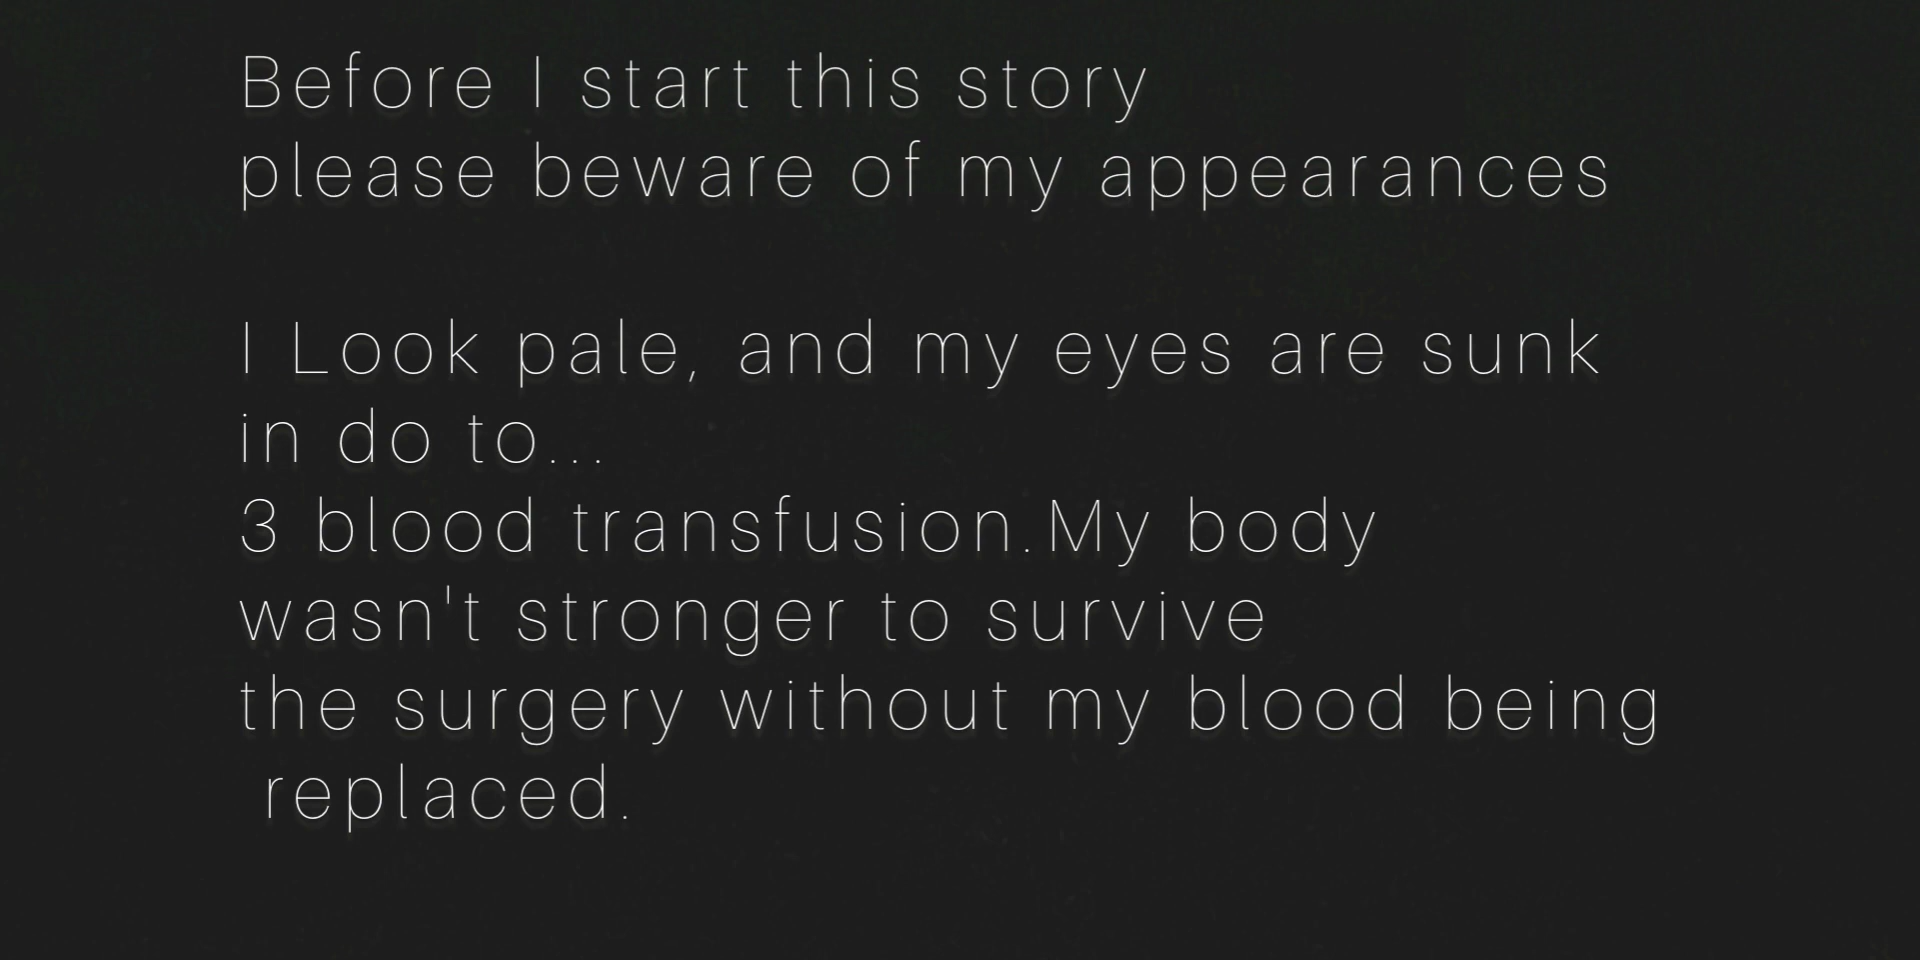 Before I start this story
please beware of my appearances
I Look pale, and my eyes are sunk
in do to...
3 blood transfusion.My body
wasn't stronger to survive
the surgery without my blood being
replaced.